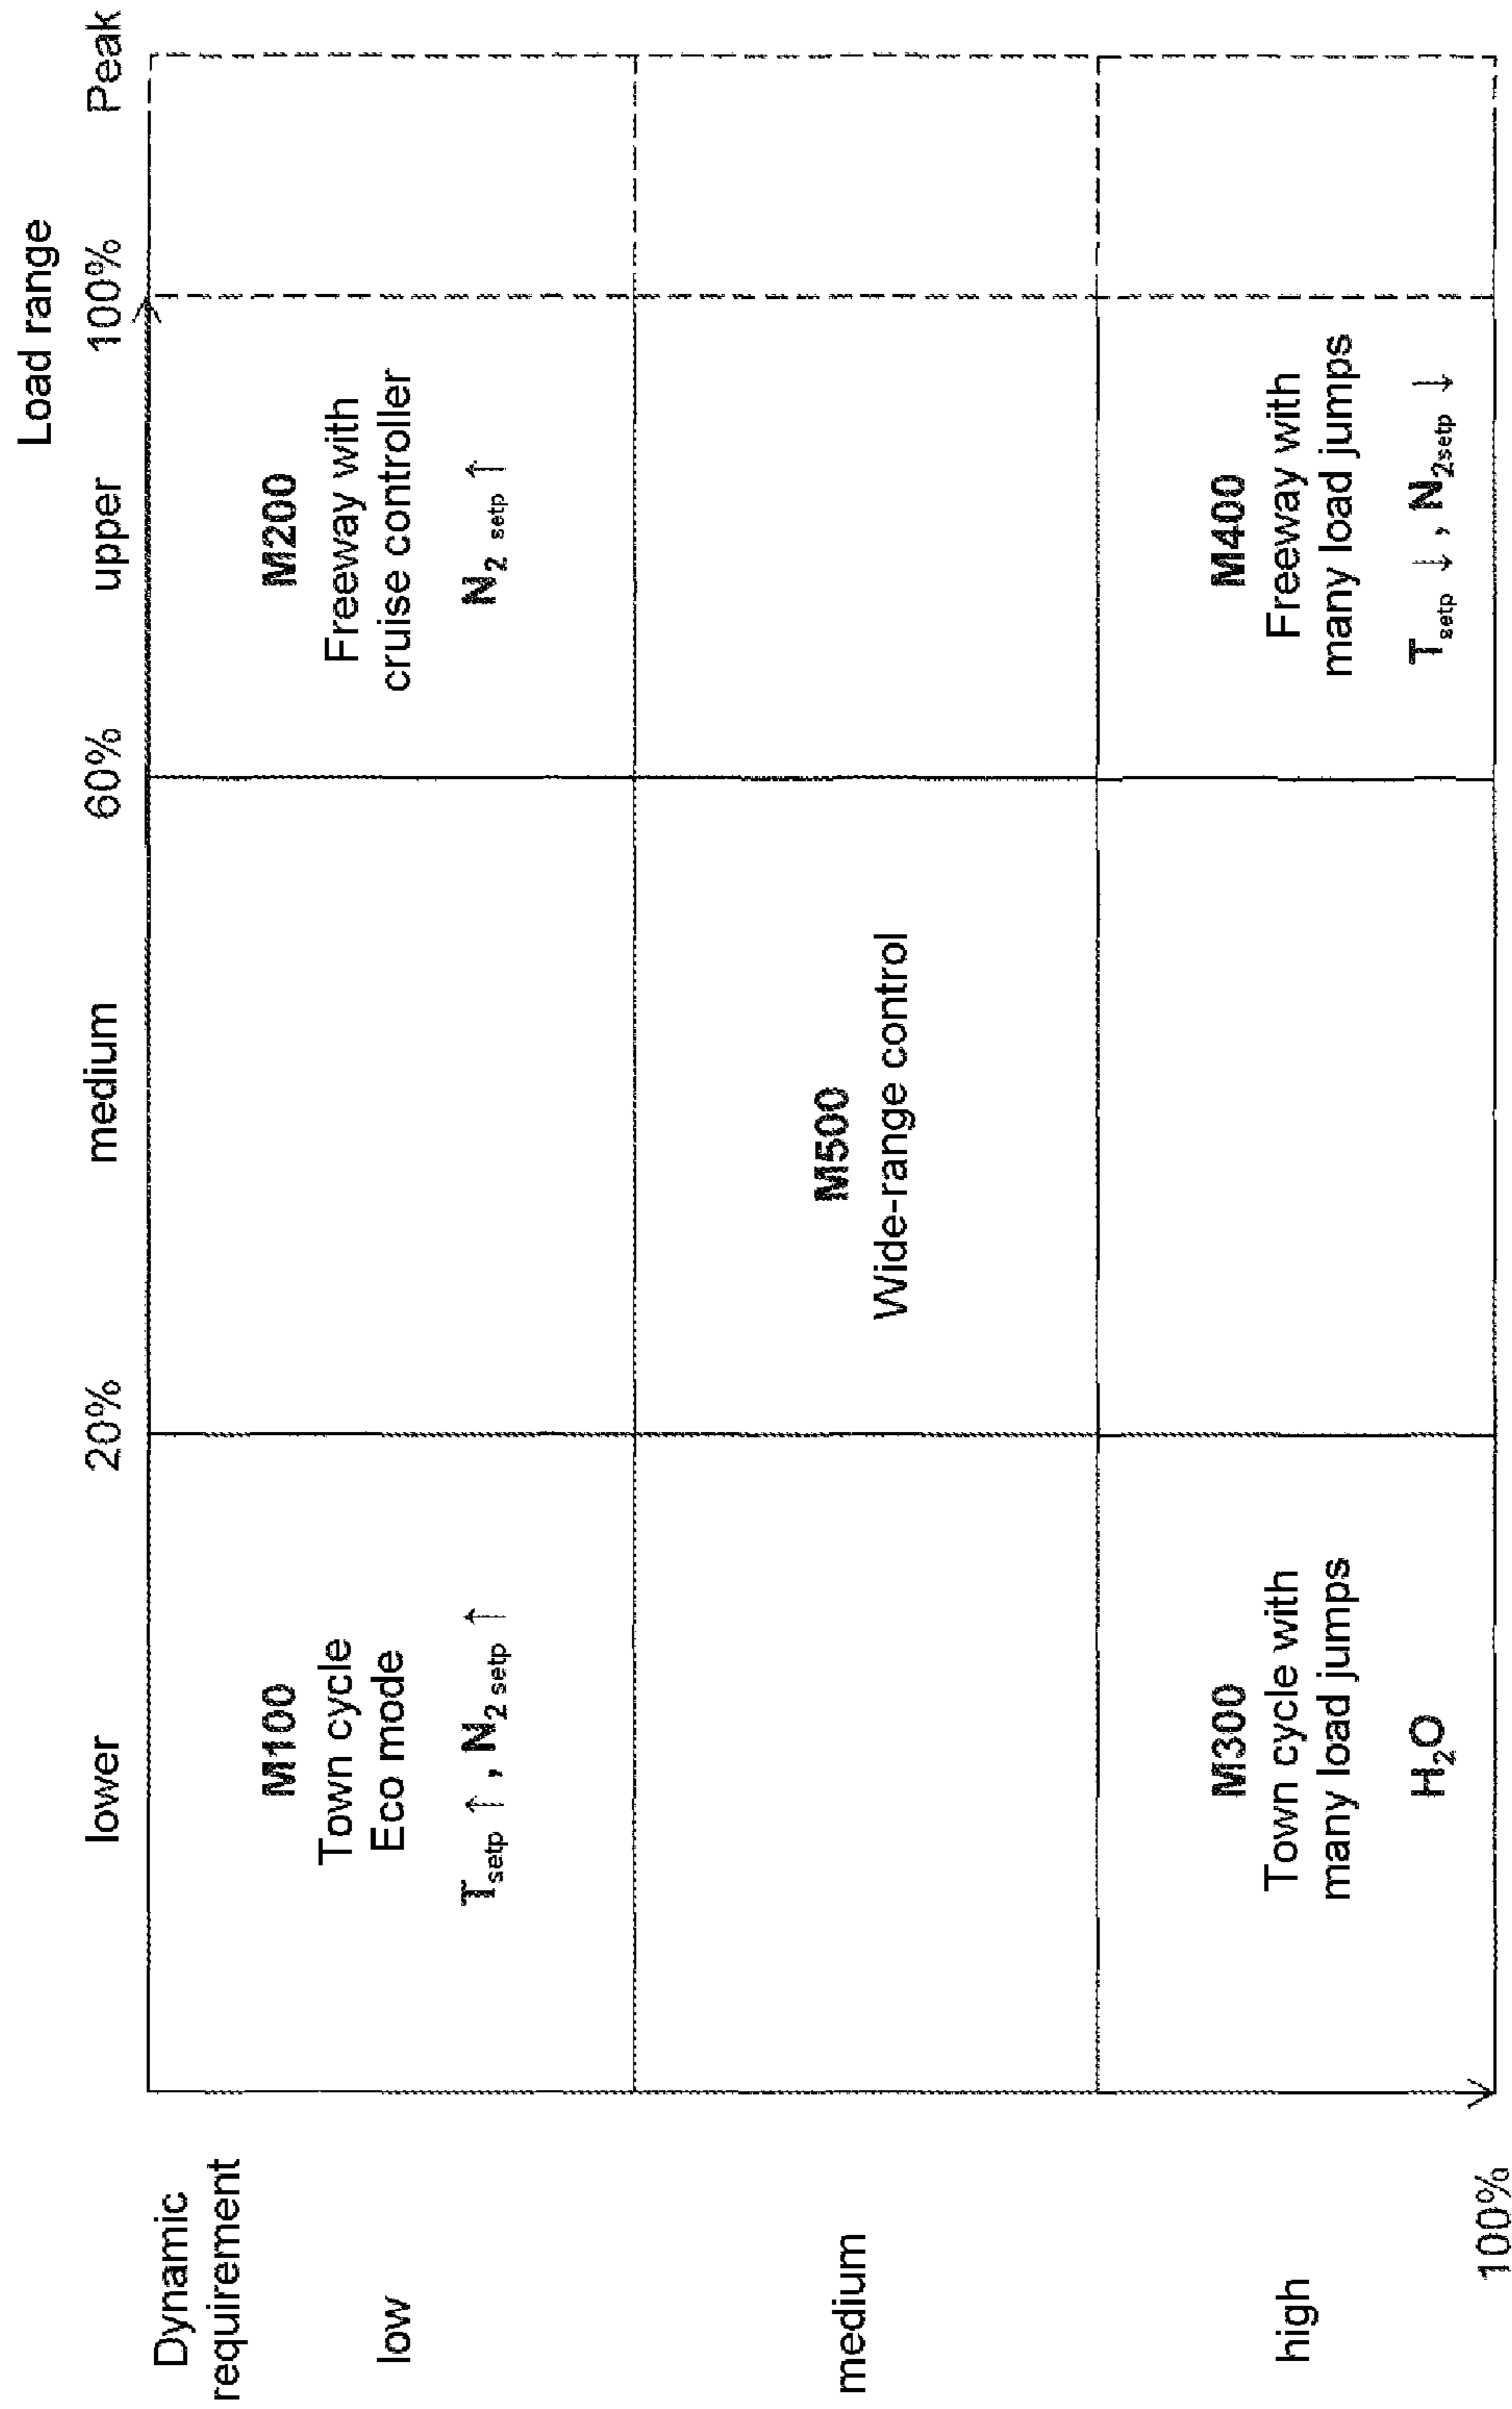 Load range
lower
20%
medium
60%
upper
100%
Peak
Dynamic
requirement
low
M100
Town cycle
Eco mode
T setp ↑ , N2 setp ↑
M200
Freeway with
cruise controller
N2 setp ↑
medium
M500
Wide-range control
high
M300
Town cycle with
many load jumps
H2O
M400
Freeway with
many load jumps
T setp ↓ , N2setp ↓
100%